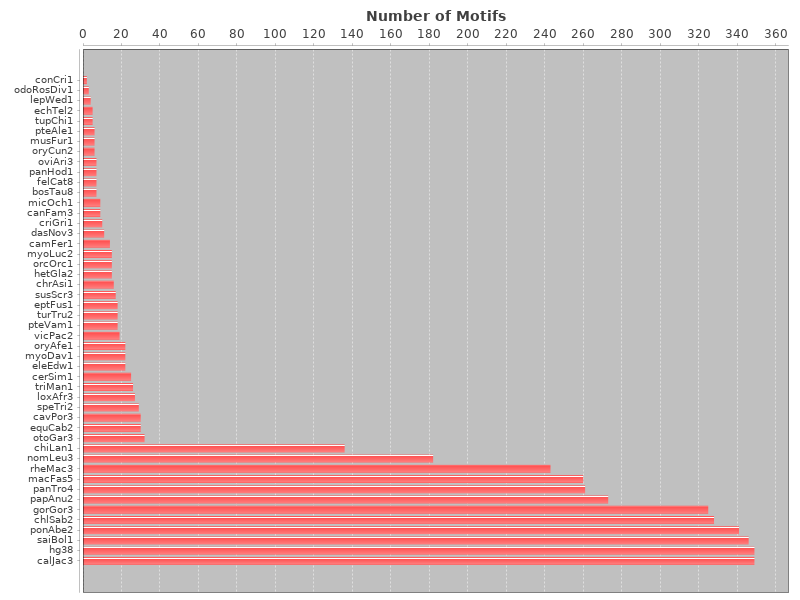 Number of Motifs
0 20 40 60 80 100 120 140 160 180 200 220 240 260 280 300 320 340 360
conCri1
odoRosDiv1
lepWed1
echTel2
tupChi1
pteAle1
musFur1
oryCun2
oviAri3
panHod1
felCat8
bosTau8
micOch1
canFam3
criGri1
dasNov3
camFer1
myoLuc2
orcOrc1
hetGla2
chrAsi1
susScr3
eptFus1
turTru2
pteVam1
vicPac2
oryAfe1
myoDav1
eleEdw1
cerSim1
triMan1
loxAfr3
speTri2
cavPor3
equCab2
otoGar3
chiLan1
nomLeu3
rheMac3
macFas5
panTro4
papAnu2
gorGor3
chlSab2
ponAbe2
saiBol1
hg38
calJac3